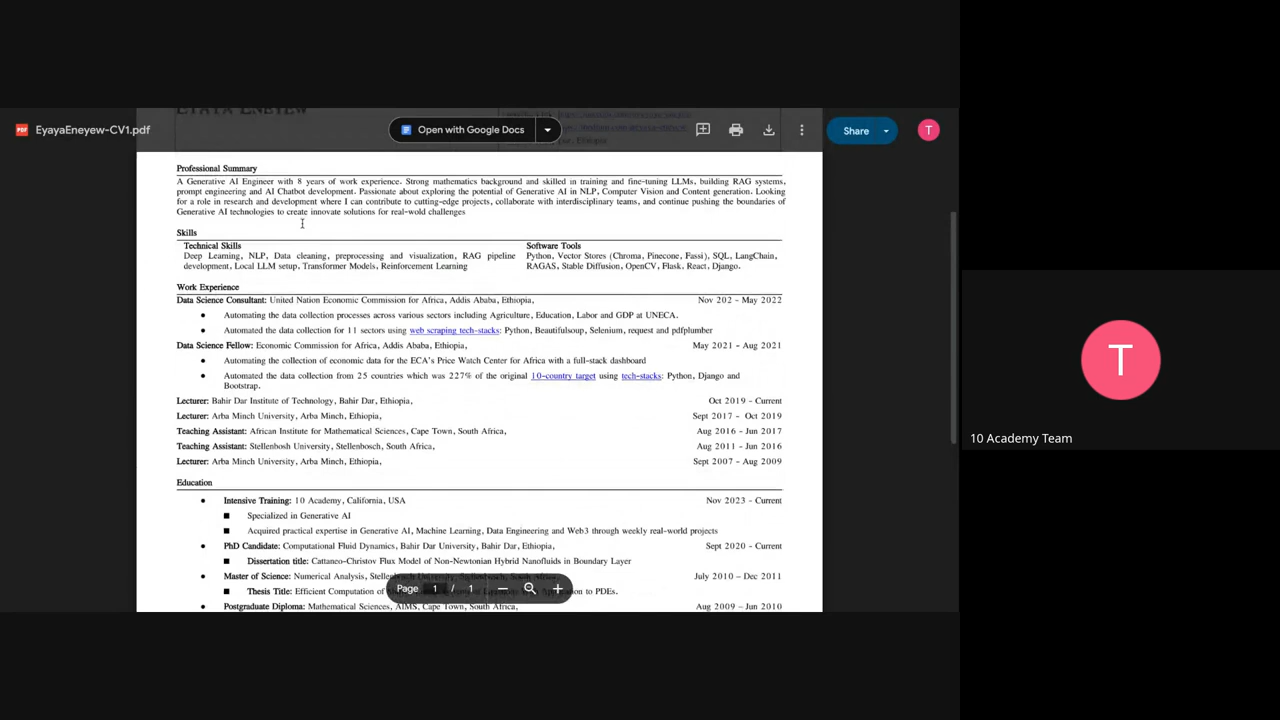 EYAYA ENEYEW
EyayaEneyew-CV1.pdf
Open with Google Docs
Share
T
Professional Summary
A Generative AI Engineer with 8 years of work experience. Strong mathematics background and skilled in training and fine-tuning LLMs, building RAG systems,
prompt engineering and AI Chatbot development. Passionate about exploring the potential of Generative AI in NLP, Computer Vision and Content generation. Looking
for a role in research and development where I can contribute to cutting-edge projects, collaborate with interdisciplinary teams, and continue pushing the boundaries of
Generative AI technologies to create innovate solutions for real-wold challenges
Skills
Technical Skills
Deep Learning, NLP, Data cleaning, preprocessing and visualization, RAG pipeline
development, Local LLM setup, Transformer Models, Reinforcement Learning
Software Tools
Python, Vector Stores (Chroma, Pinecone, Fassi), SQL, LangChain,
RAGAS, Stable Diffusion, OpenCV, Flask, React, Django.
Work Experience
Data Science Consultant: United Nation Economic Commission for Africa, Addis Ababa, Ethiopia, Nov 202 - May 2022
● Automating the data collection processes across various sectors including Agriculture, Education, Labor and GDP at UNECA.
● Automated the data collection for 11 sectors using web scraping tech-stacks: Python, Beautifulsoup, Selenium, request and pdfplumber
Data Science Fellow: Economic Commission for Africa, Addis Ababa, Ethiopia, May 2021 - Aug 2021
● Automating the collection of economic data for the ECA's Price Watch Center for Africa with a full-stack dashboard
● Automated the data collection from 25 countries which was 227% of the original 10-country target using tech-stacks: Python, Django and
Bootstrap.
Lecturer: Bahir Dar Institute of Technology, Bahir Dar, Ethiopia, Oct 2019 - Current
Lecturer: Arba Minch University, Arba Minch, Ethiopia, Sept 2017 - Oct 2019
Teaching Assistant: African Institute for Mathematical Sciences, Cape Town, South Africa, Aug 2016 - Jun 2017
Teaching Assistant: Stellenbosh University, Stellenbosch, South Africa, Aug 2011 - Jun 2016
Lecturer: Arba Minch University, Arba Minch, Ethiopia, Sept 2007 - Aug 2009
Education
● Intensive Training: 10 Academy, California, USA Nov 2023 - Current
■ Specialized in Generative AI
■ Acquired practical expertise in Generative AI, Machine Learning, Data Engineering and Web3 through weekly real-world projects
● PhD Candidate: Computational Fluid Dynamics, Bahir Dar University, Bahir Dar, Ethiopia, Sept 2020 - Current
■ Dissertation title: Cattaneo-Christov Flux Model of Non-Newtonian Hybrid Nanofluids in Boundary Layer
● Master of Science: Numerical Analysis, Stellenbosch University, Stellenbosch, South Africa, July 2010 - Dec 2011
■ Thesis Title: Efficient Computation of to PDEs.
● Postgraduate Diploma: Mathematical Sciences, AIMS, Cape Town, South Africa, Aug 2009 – Jun 2010
Page 1 / 1
T
10 Academy Team